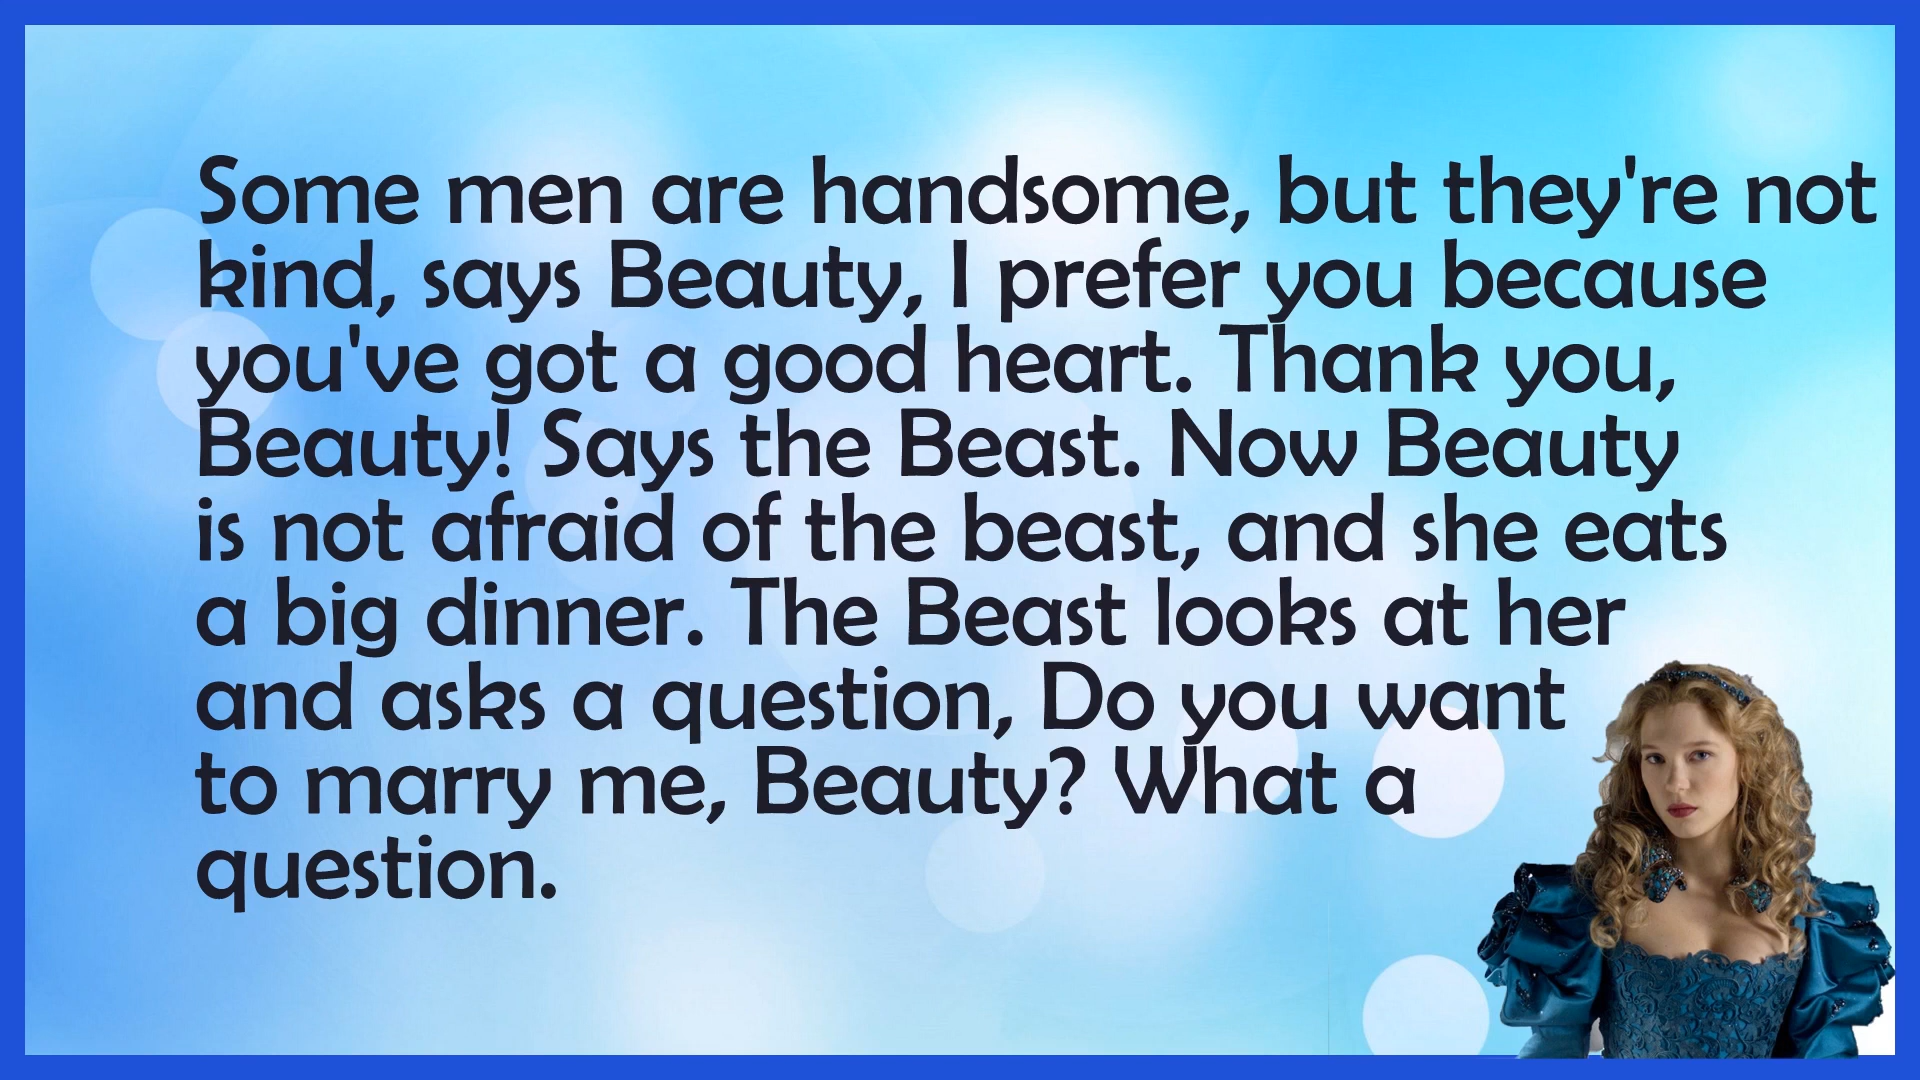 Some men are handsome, but they're not
kind, says Beauty, I prefer you because
you've got a good heart. Thank you,
Beauty! Says the Beast. Now Beauty
is not afraid of the beast, and she eats
a big dinner. The Beast looks at her
and asks a question, Do you want
to marry me, Beauty? What a
question.